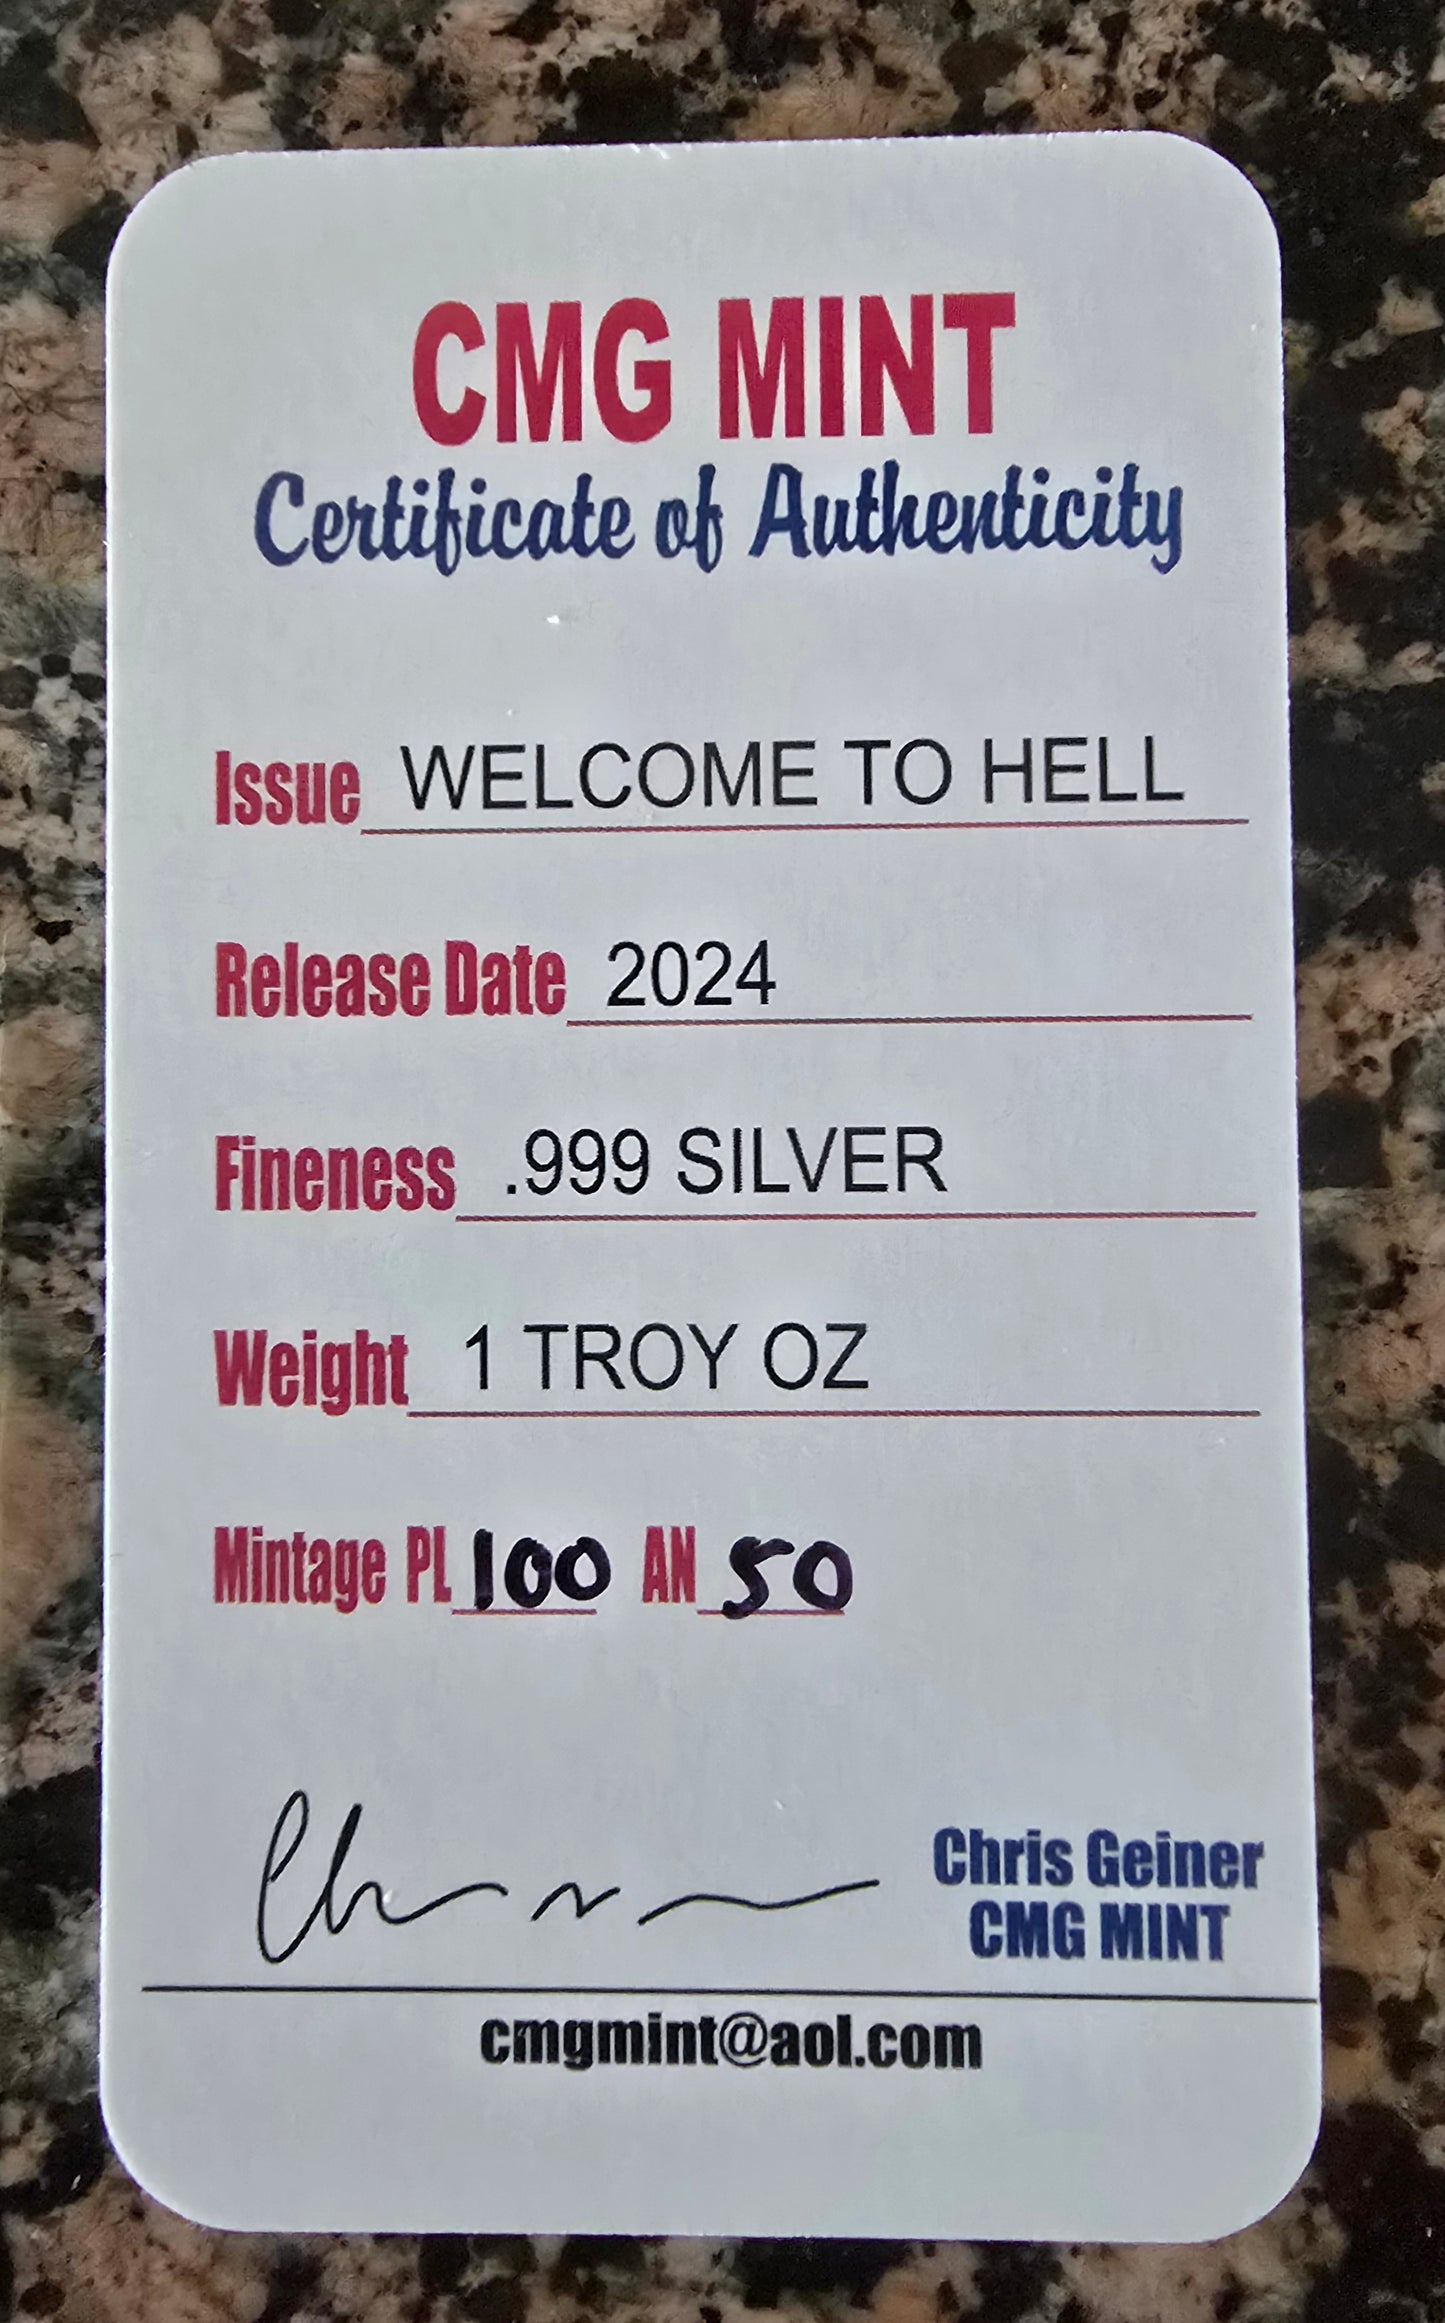 CMG MINT
Certificate of Authenticity
Issue WELCOME TO HELL
Release Date 2024
Fineness .999 SILVER
Weight 1 TROY OZ
Mintage PL 100 AN 50
Chris Geiner
CMG MINT
cmgmint@aol.com